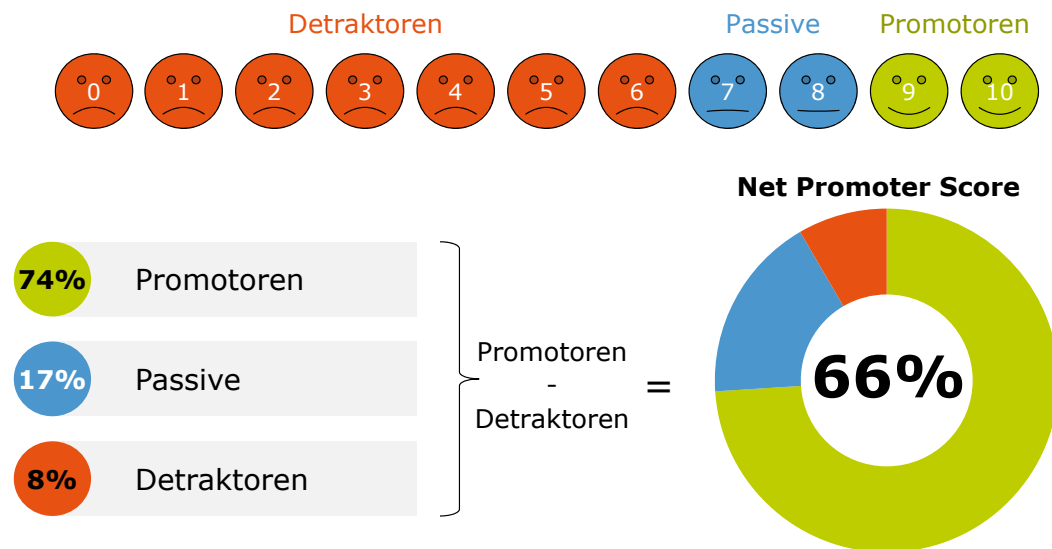 Detraktoren Passive Promotoren
0 1 2 3 4 5 6 7 8 9 10
Net Promoter Score
74% Promotoren
17% Passive
8% Detraktoren
Promotoren
-
Detraktoren
=
66%